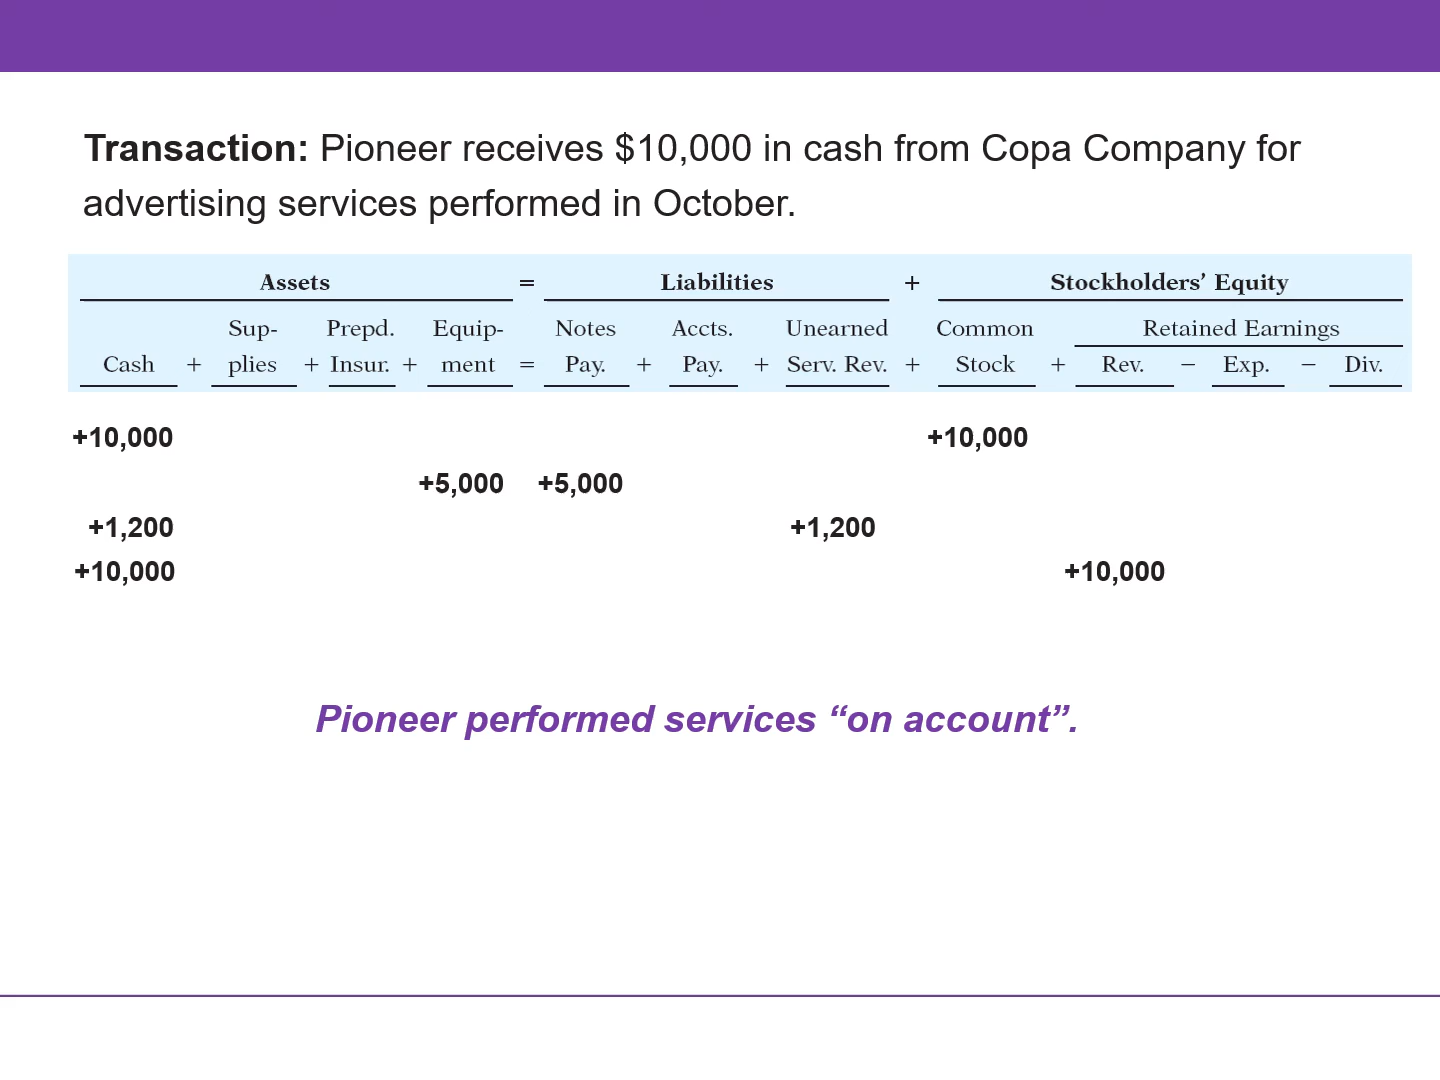 Transaction: Pioneer receives $10,000 in cash from Copa Company for
advertising services performed in October.
Assets = Liabilities + Stockholders’ Equity
Sup- Prepd. Equip- Notes Accts. Unearned Common Retained Earnings
Cash + plies + Insur. + ment = Pay. + Pay. + Serv. Rev. + Stock + Rev. − Exp. − Div.
+10,000 +10,000
+5,000 +5,000
+1,200 +1,200
+10,000 +10,000
Pioneer performed services “on account”.